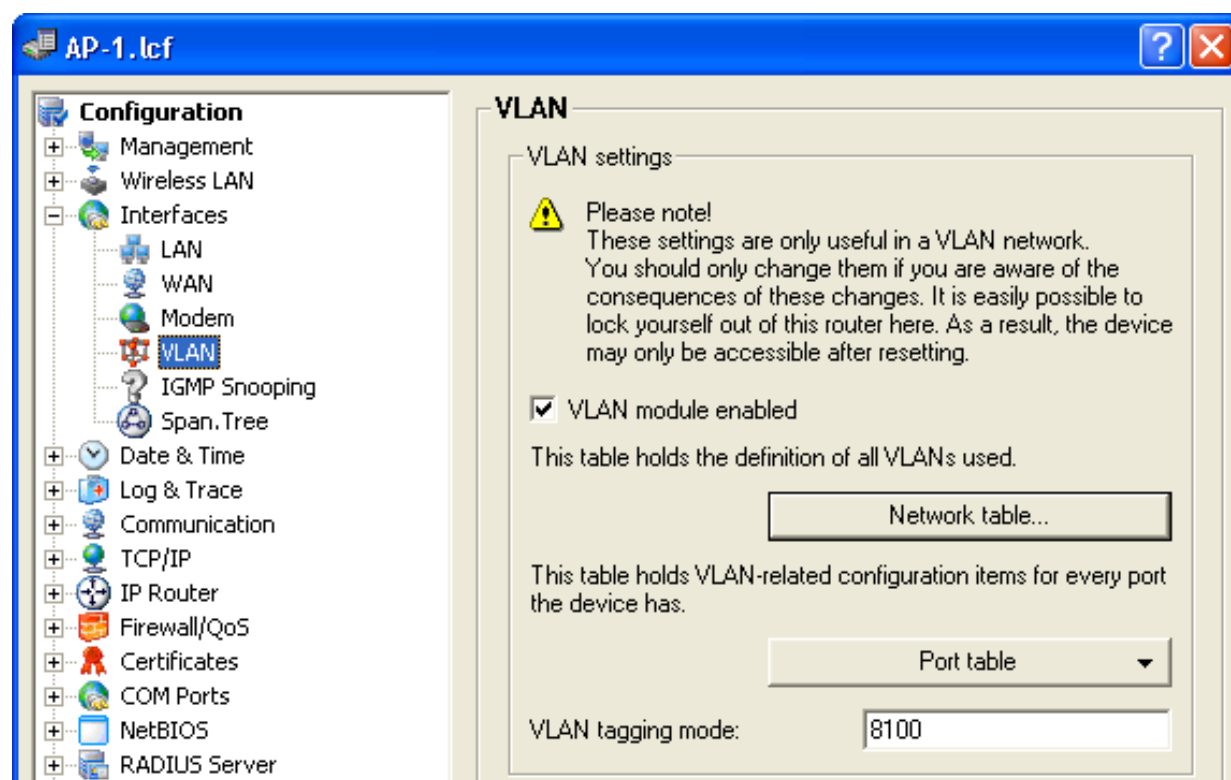 AP-1.lcf
Configuration
Management
Wireless LAN
Interfaces
LAN
WAN
Modem
VLAN
IGMP Snooping
Span.Tree
Date & Time
Log & Trace
Communication
TCP/IP
IP Router
Firewall/QoS
Certificates
COM Ports
NetBIOS
RADIUS Server
VLAN
VLAN settings
Please note!
These settings are only useful in a VLAN network.
You should only change them if you are aware of the
consequences of these changes. It is easily possible to
lock yourself out of this router here. As a result, the device
may only be accessible after resetting.
VLAN module enabled
This table holds the definition of all VLANs used.
Network table...
This table holds VLAN-related configuration items for every port
the device has.
Port table
VLAN tagging mode: 8100